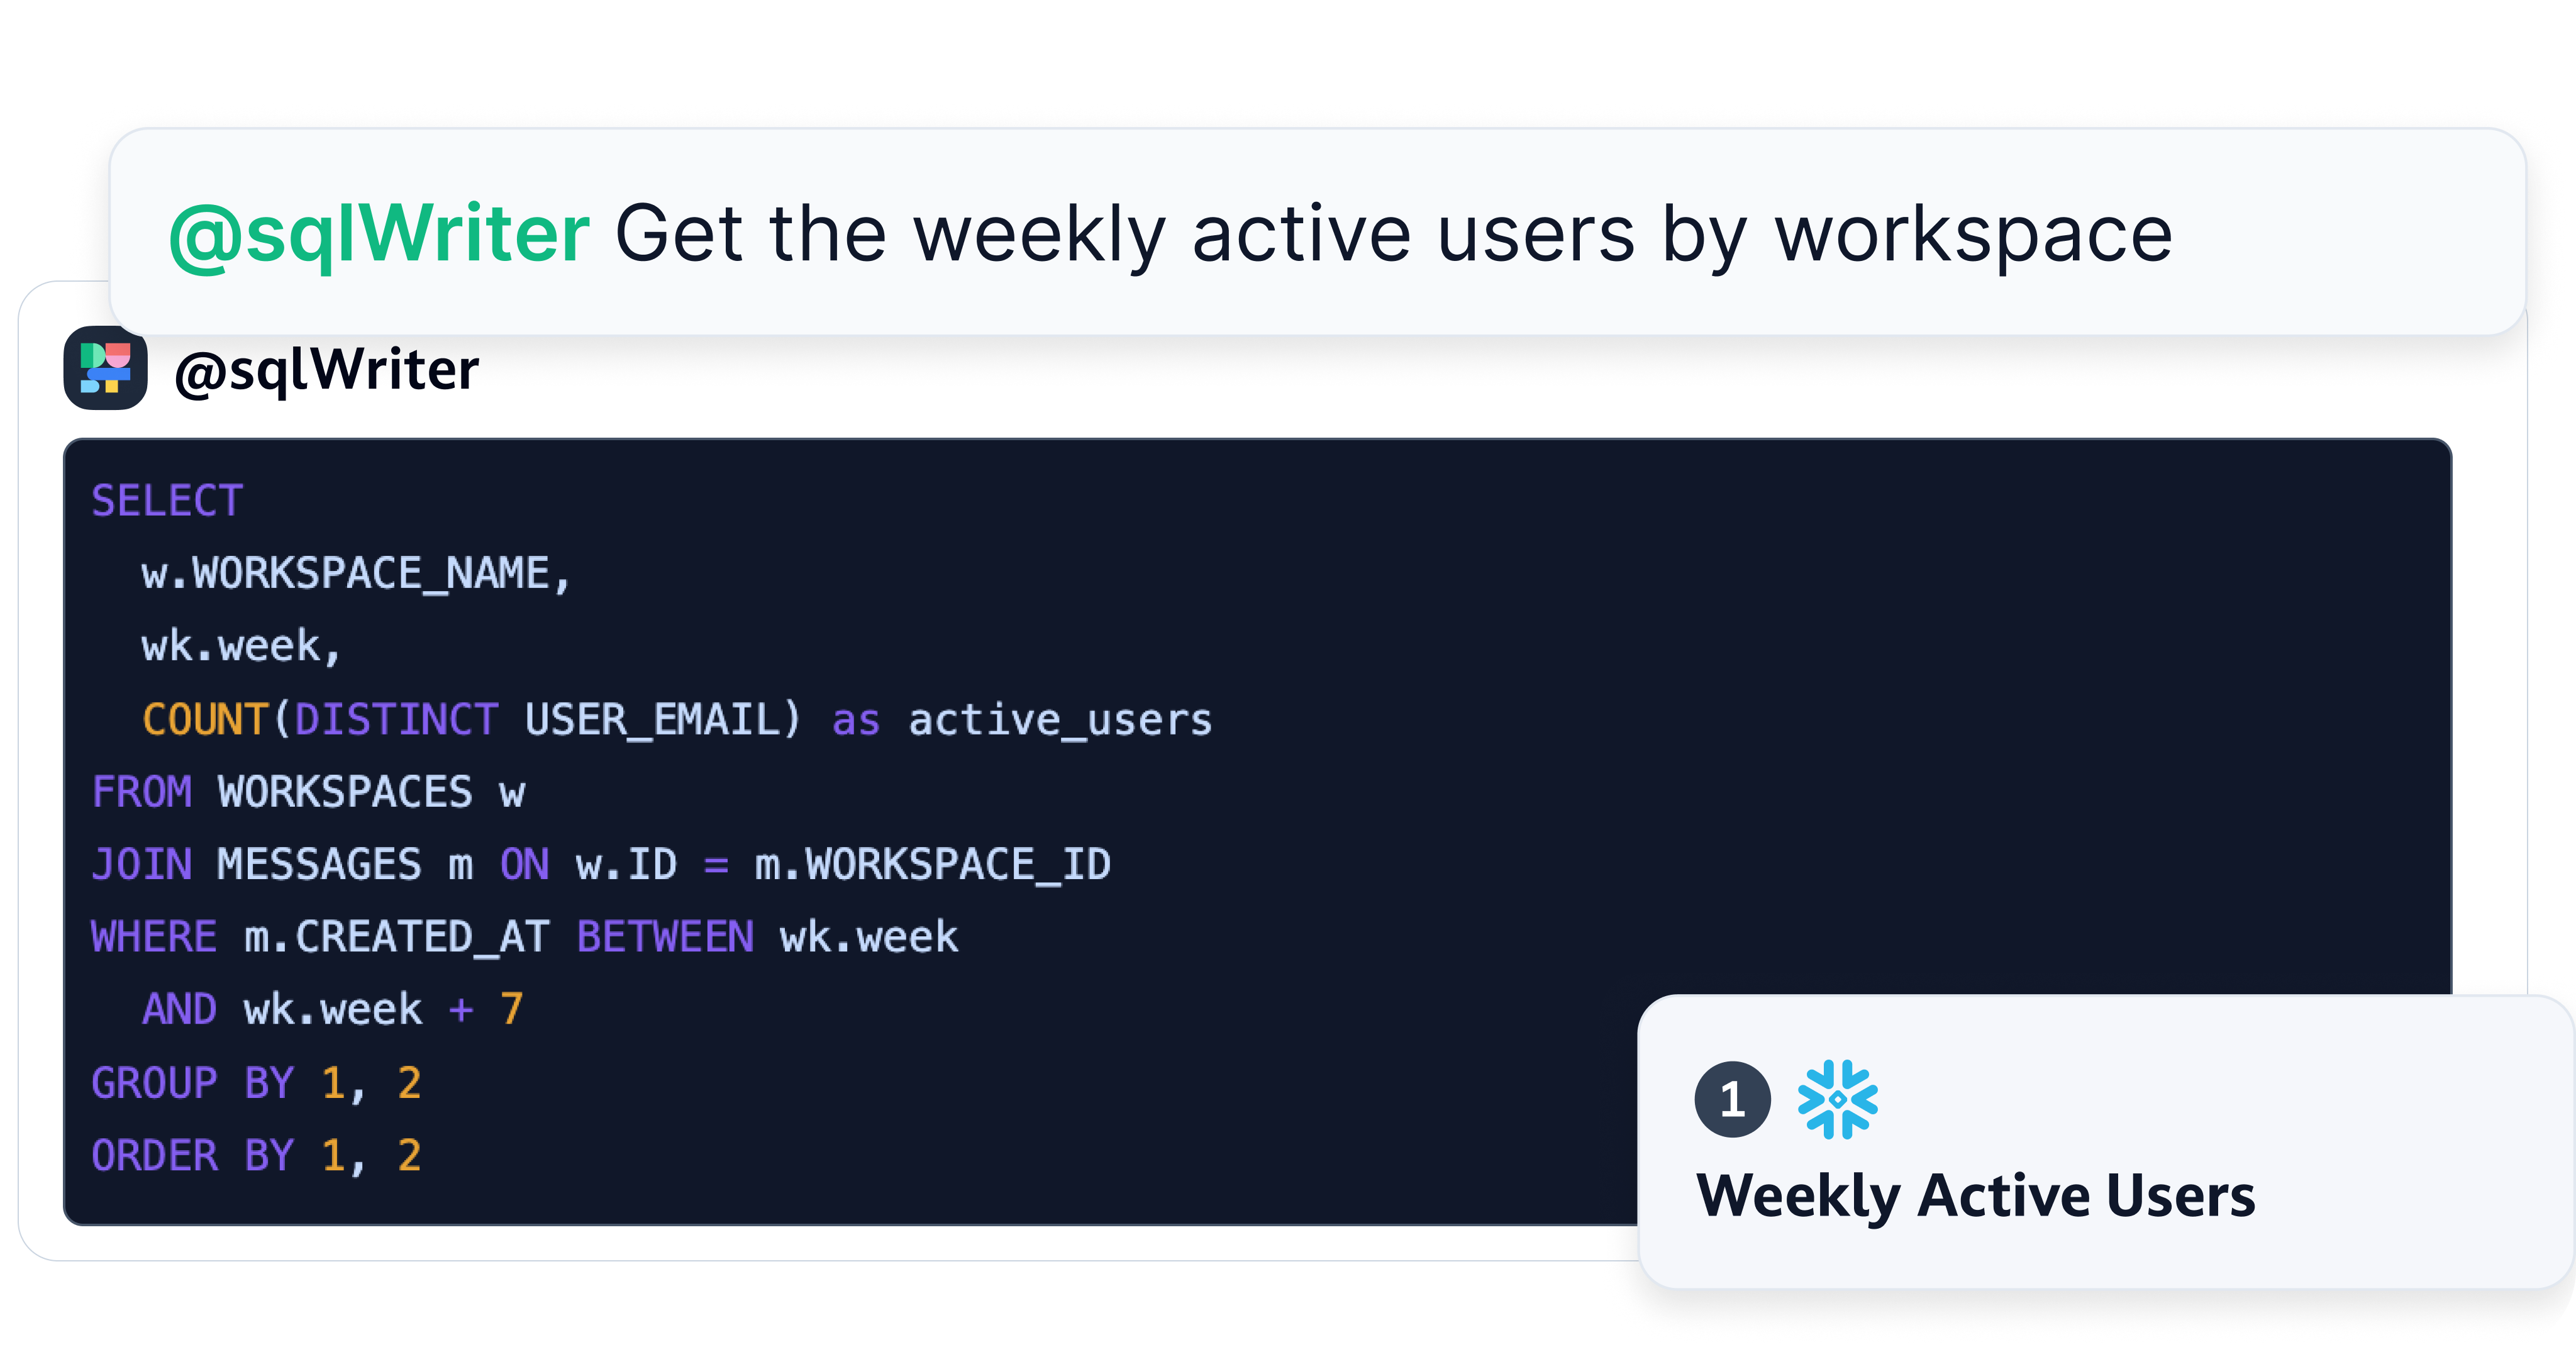 @sqlWriter Get the weekly active users by workspace
@sqlWriter
SELECT
  w.WORKSPACE_NAME,
  wk.week,
  COUNT(DISTINCT USER_EMAIL) as active_users
FROM WORKSPACES w
JOIN MESSAGES m ON w.ID = m.WORKSPACE_ID
WHERE m.CREATED_AT BETWEEN wk.week
  AND wk.week + 7
GROUP BY 1, 2
ORDER BY 1, 2
1
Weekly Active Users